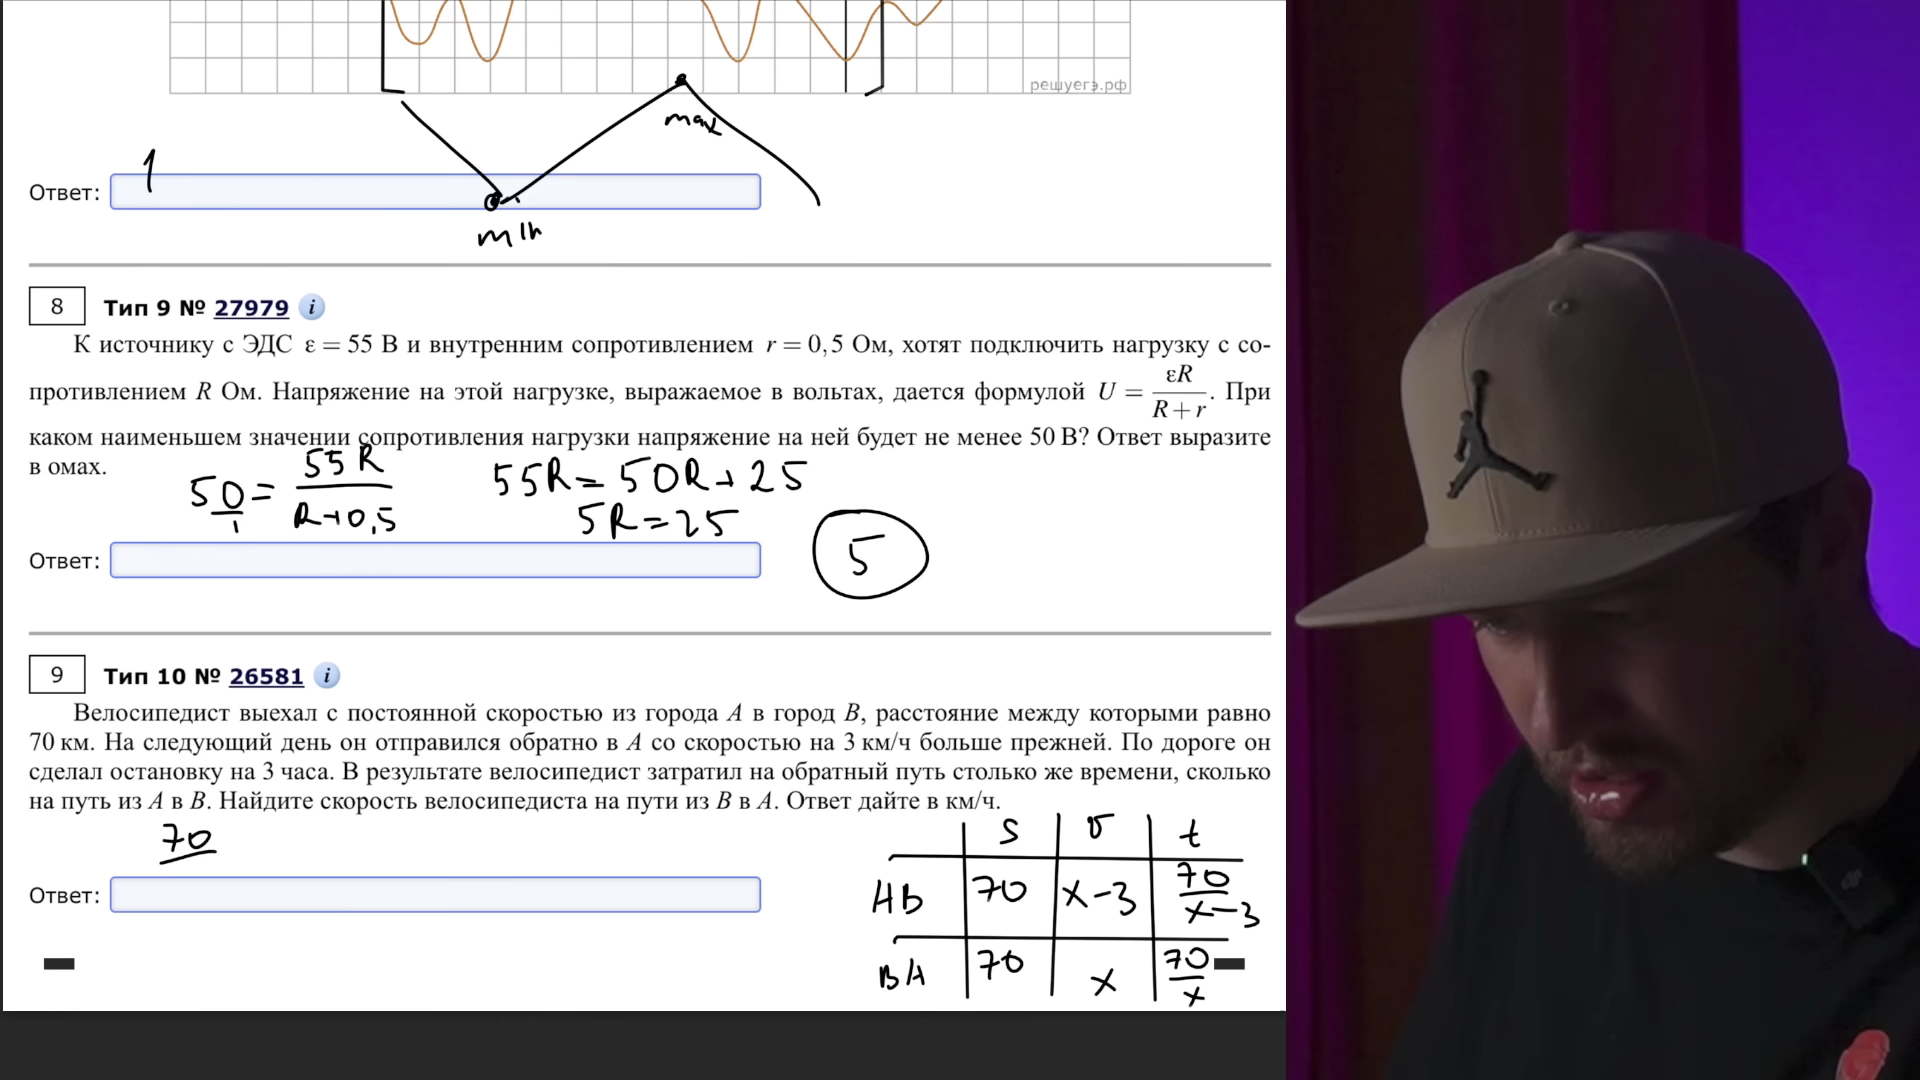 решуегэ.рф
max
1
Ответ:
min
8 Тип 9 № 27979 i
К источнику с ЭДС ε = 55 В и внутренним сопротивлением r = 0,5 Ом, хотят подключить нагрузку с со-
противлением R Ом. Напряжение на этой нагрузке, выражаемое в вольтах, дается формулой U = εR / (R + r). При
каком наименьшем значении сопротивления нагрузки напряжение на ней будет не менее 50 В? Ответ выразите
в омах.
50/1 = 55R / (R+0,5)
55R = 50R + 25
5R = 25
5
Ответ:
9 Тип 10 № 26581 i
Велосипедист выехал с постоянной скоростью из города A в город B, расстояние между которыми равно
70 км. На следующий день он отправился обратно в A со скоростью на 3 км/ч больше прежней. По дороге он
сделал остановку на 3 часа. В результате велосипедист затратил на обратный путь столько же времени, сколько
на путь из A в B. Найдите скорость велосипедиста на пути из B в A. Ответ дайте в км/ч.
70
Ответ:
S v t
AB 70 x-3 70/(x-3)
BA 70 x 70/x